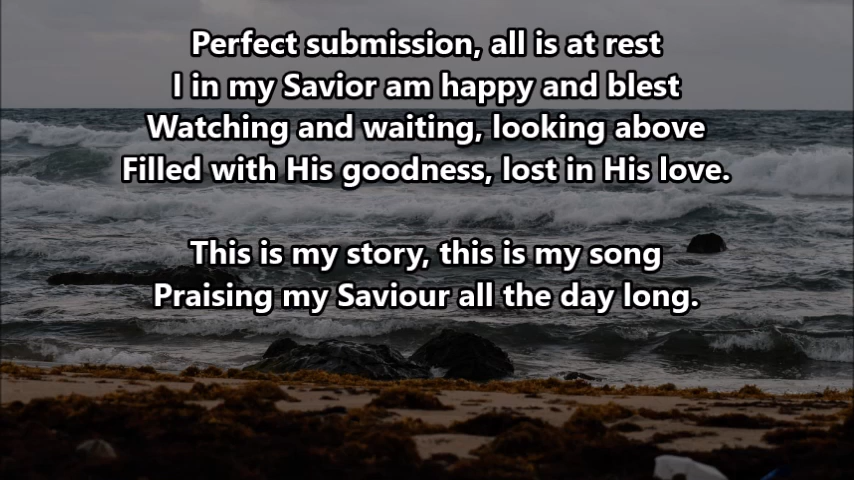 Perfect submission, all is at rest
I in my Savior am happy and blest
Watching and waiting, looking above
Filled with His goodness, lost in His love.
This is my story, this is my song
Praising my Saviour all the day long.